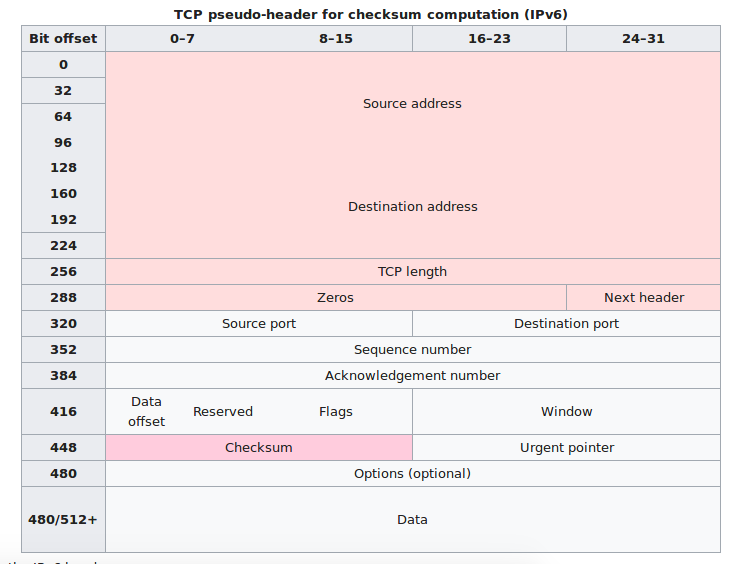 TCP pseudo-header for checksum computation (IPv6)
Bit offset 0–7 8–15 16–23 24–31
0
32
Source address
64
96
128
160
Destination address
192
224
256 TCP length
288 Zeros Next header
320 Source port Destination port
352 Sequence number
384 Acknowledgement number
416 Data offset Reserved Flags Window
448 Checksum Urgent pointer
480 Options (optional)
480/512+ Data